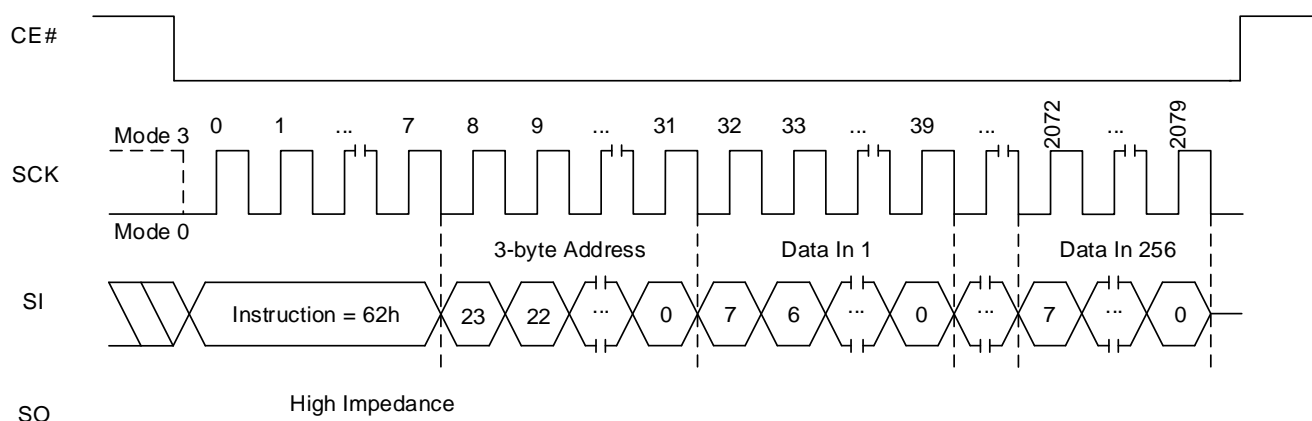 CE#
Mode 3
0 1 ... 7 8 9 ... 31 32 33 ... 39 ... 2072 ... 2079
SCK
Mode 0
3-byte Address Data In 1 Data In 256
SI
Instruction = 62h 23 22 ... 0 7 6 ... 0 ... 7 ... 0
High Impedance
SO